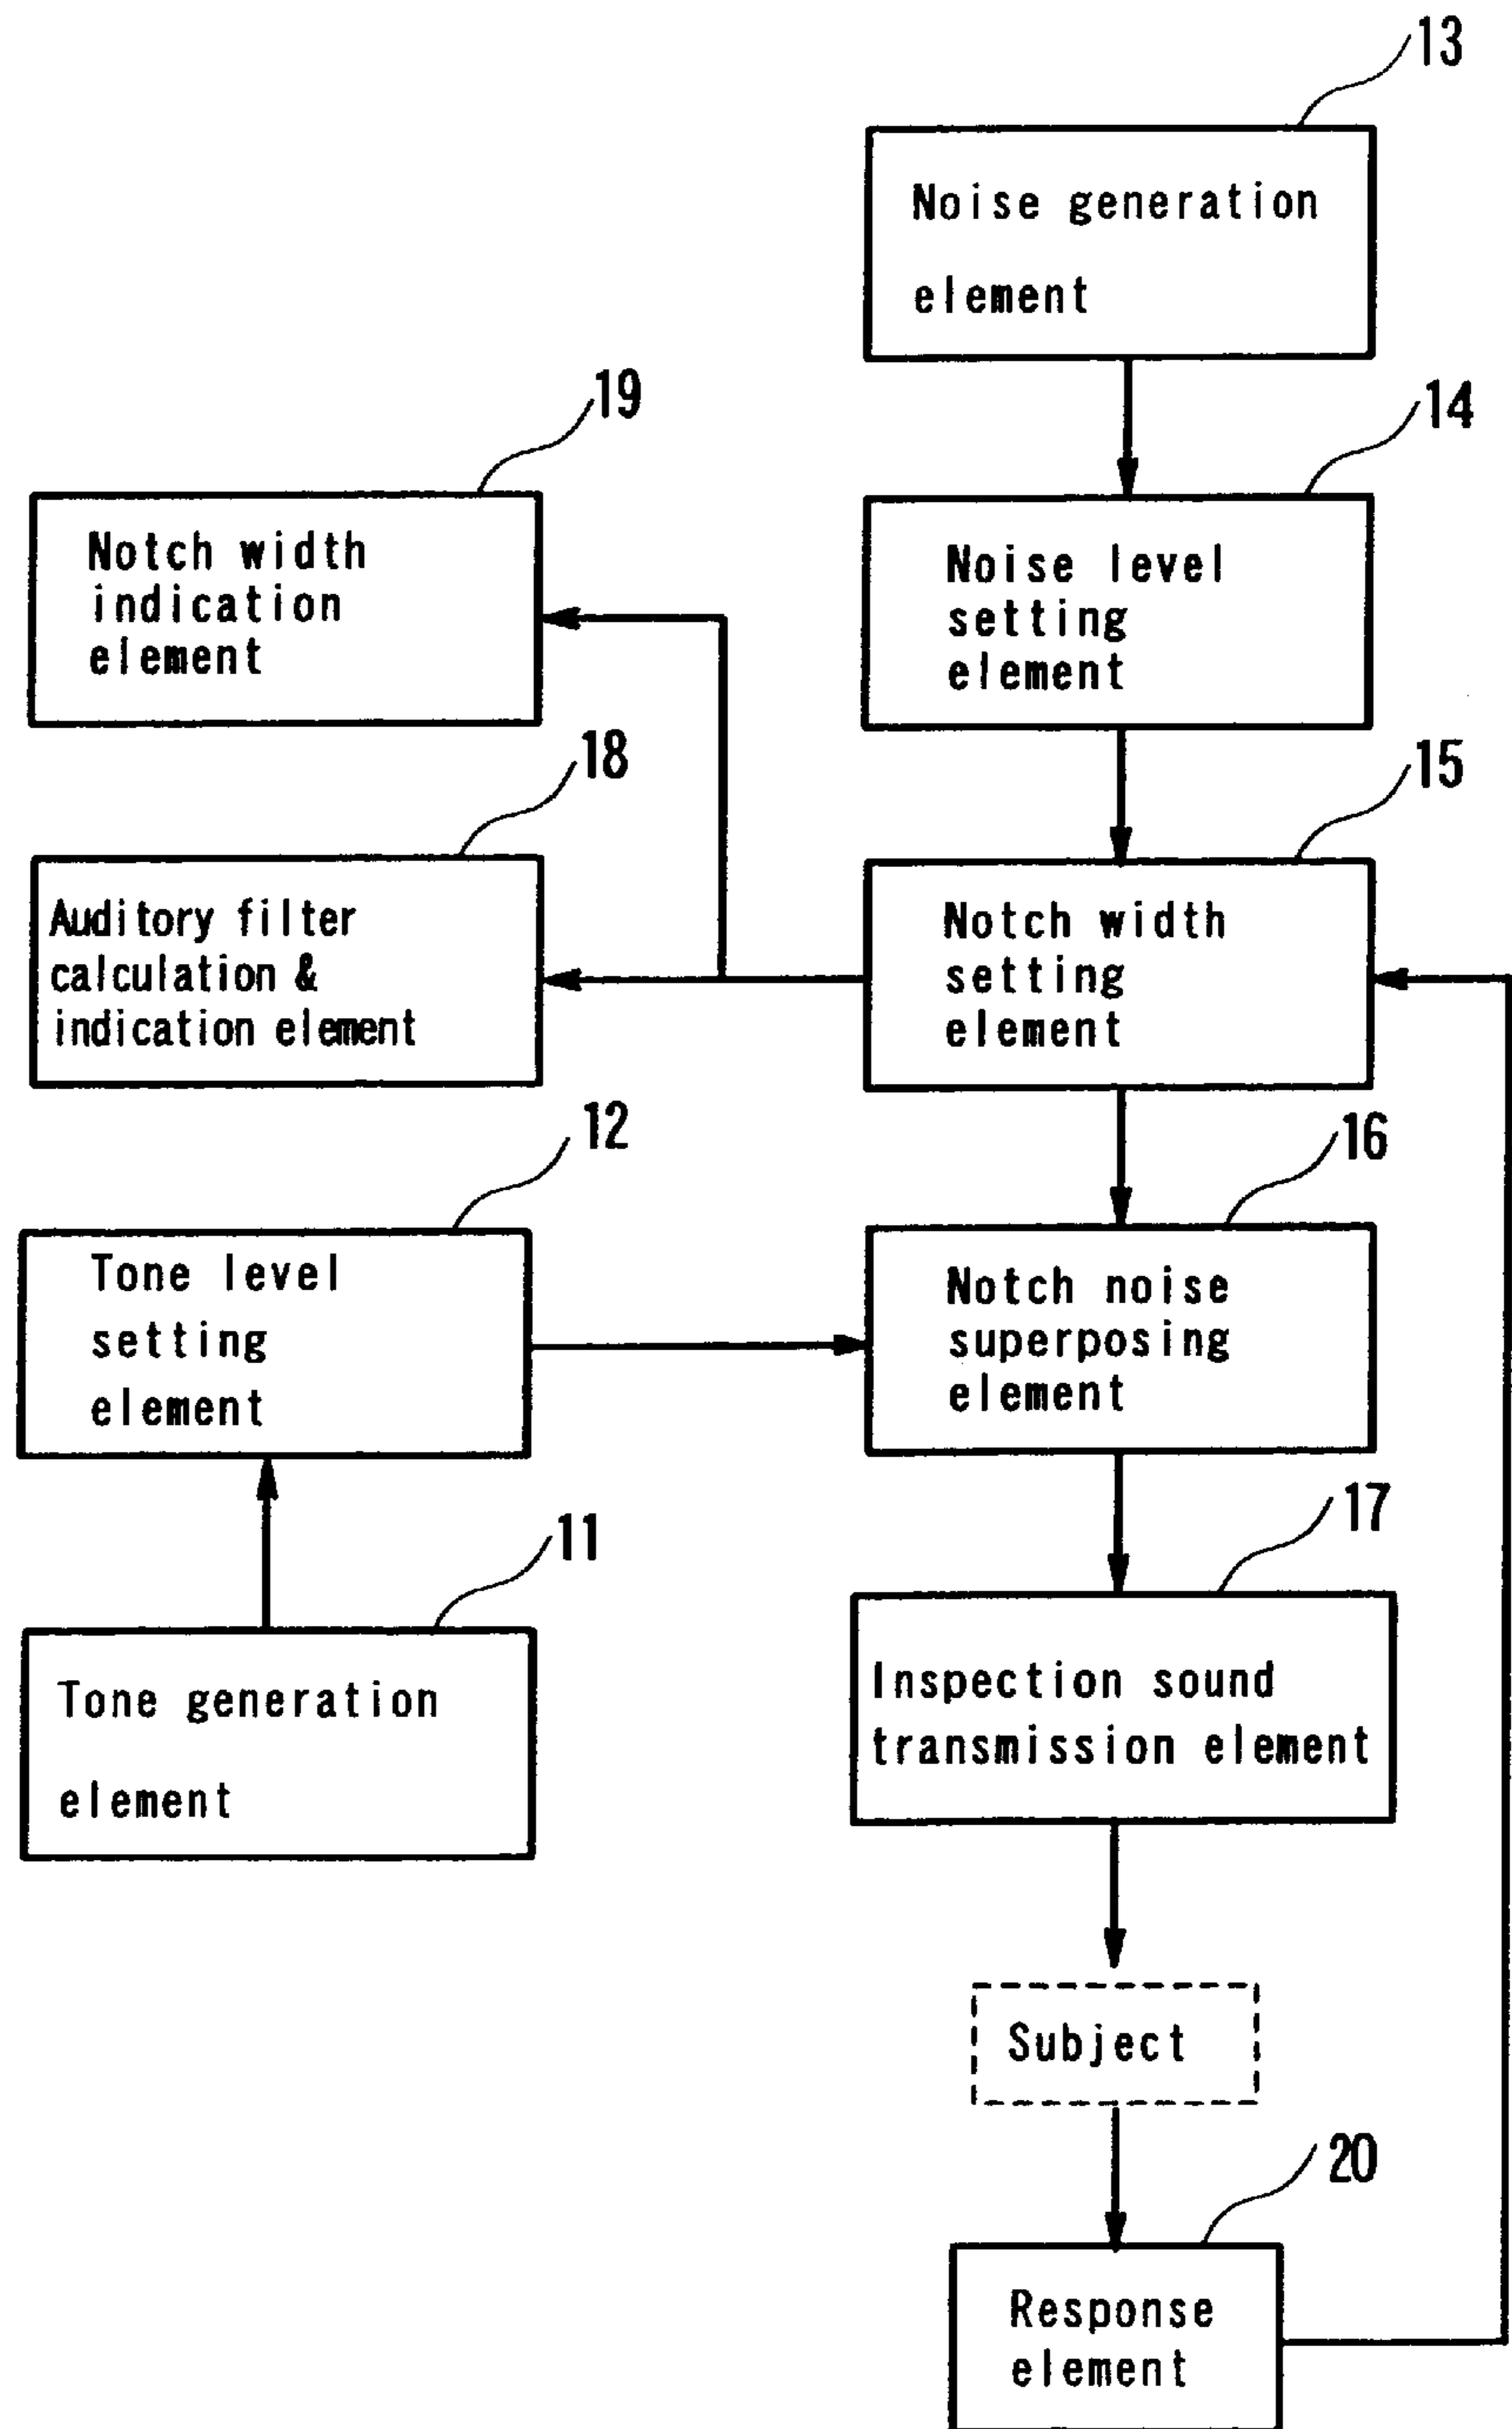 13
Noise generation
element
19
14
Notch width
indication
element
Noise level
setting
element
18
15
Auditory filter
calculation &
indication element
Notch width
setting
element
12
16
Tone level
setting
element
Notch noise
superposing
element
11
17
Tone generation
element
Inspection sound
transmission element
Subject
20
Response
element